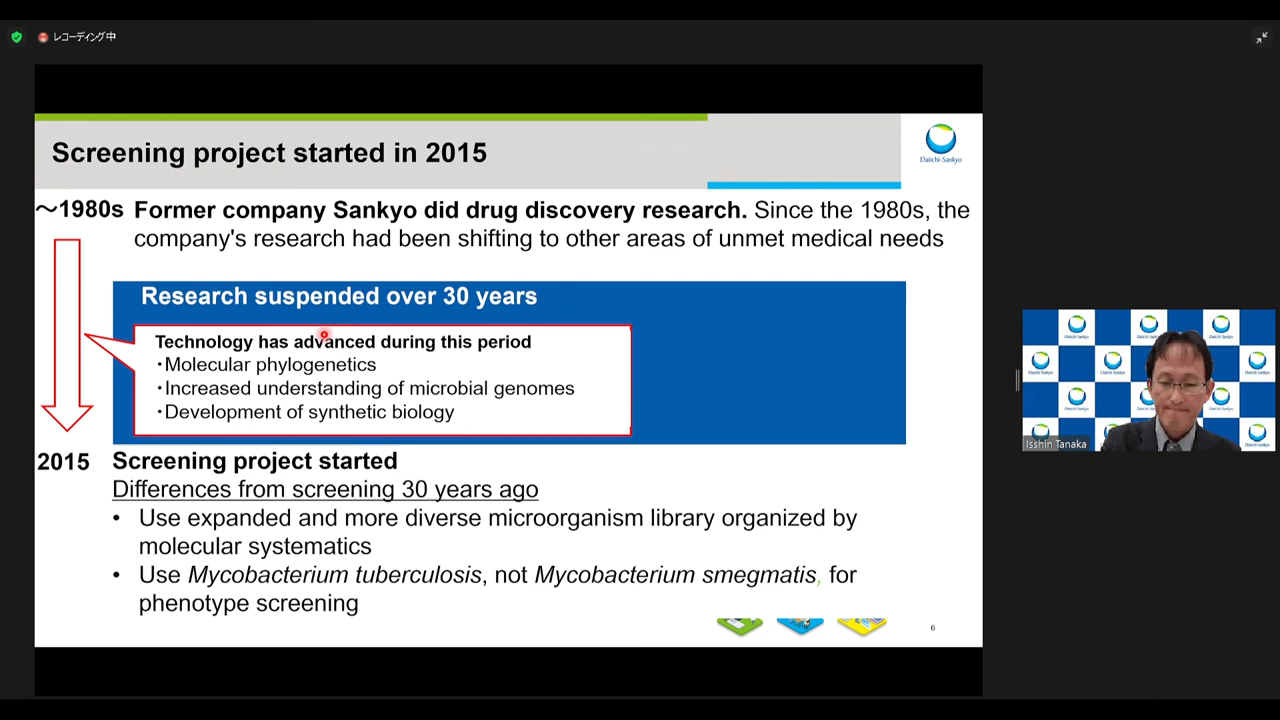 レコーディング中
Screening project started in 2015
Daiichi-Sankyo
～1980s Former company Sankyo did drug discovery research. Since the 1980s, the
company's research had been shifting to other areas of unmet medical needs
Research suspended over 30 years
Technology has advanced during this period
・Molecular phylogenetics
・Increased understanding of microbial genomes
・Development of synthetic biology
2015 Screening project started
Differences from screening 30 years ago
• Use expanded and more diverse microorganism library organized by
molecular systematics
• Use Mycobacterium tuberculosis, not Mycobacterium smegmatis, for
phenotype screening
6
Isshin Tanaka